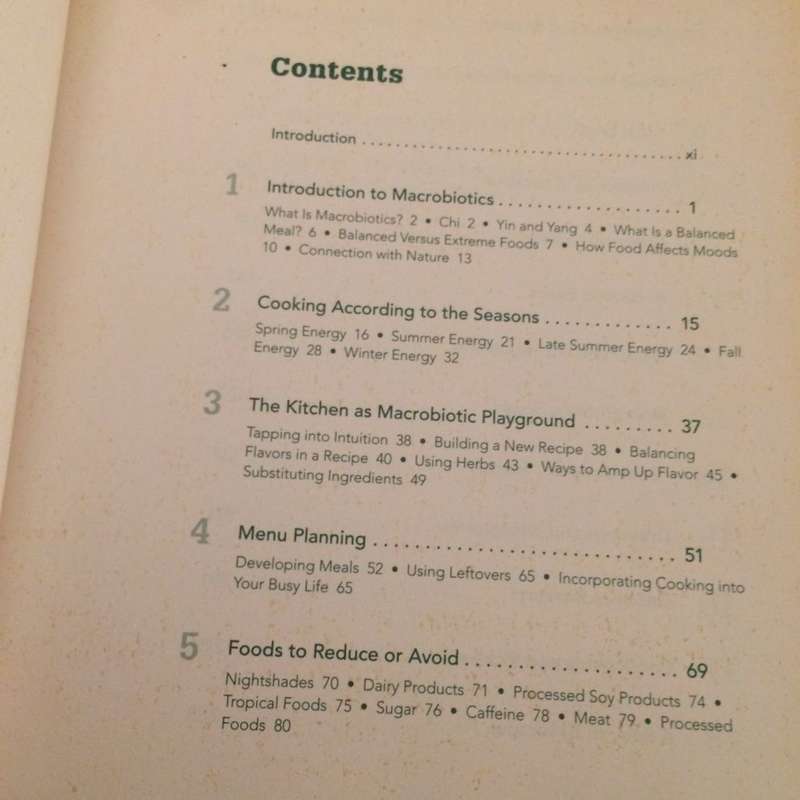 Contents
Introduction . . . . . . . . . . . . . . . . . . . . . . . . . . . . . . . . xi
1 Introduction to Macrobiotics . . . . . . . . . . . . . . . . . . . 1
What Is Macrobiotics? 2 • Chi 2 • Yin and Yang 4 • What Is a Balanced
Meal? 6 • Balanced Versus Extreme Foods 7 • How Food Affects Moods
10 • Connection with Nature 13
2 Cooking According to the Seasons . . . . . . . . . . . . . 15
Spring Energy 16 • Summer Energy 21 • Late Summer Energy 24 • Fall
Energy 28 • Winter Energy 32
3 The Kitchen as Macrobiotic Playground . . . . . . . . . 37
Tapping into Intuition 38 • Building a New Recipe 38 • Balancing
Flavors in a Recipe 40 • Using Herbs 43 • Ways to Amp Up Flavor 45 •
Substituting Ingredients 49
4 Menu Planning . . . . . . . . . . . . . . . . . . . . . . . . . . . . . . 51
Developing Meals 52 • Using Leftovers 65 • Incorporating Cooking into
Your Busy Life 65
5 Foods to Reduce or Avoid . . . . . . . . . . . . . . . . . . . . . 69
Nightshades 70 • Dairy Products 71 • Processed Soy Products 74 •
Tropical Foods 75 • Sugar 76 • Caffeine 78 • Meat 79 • Processed
Foods 80